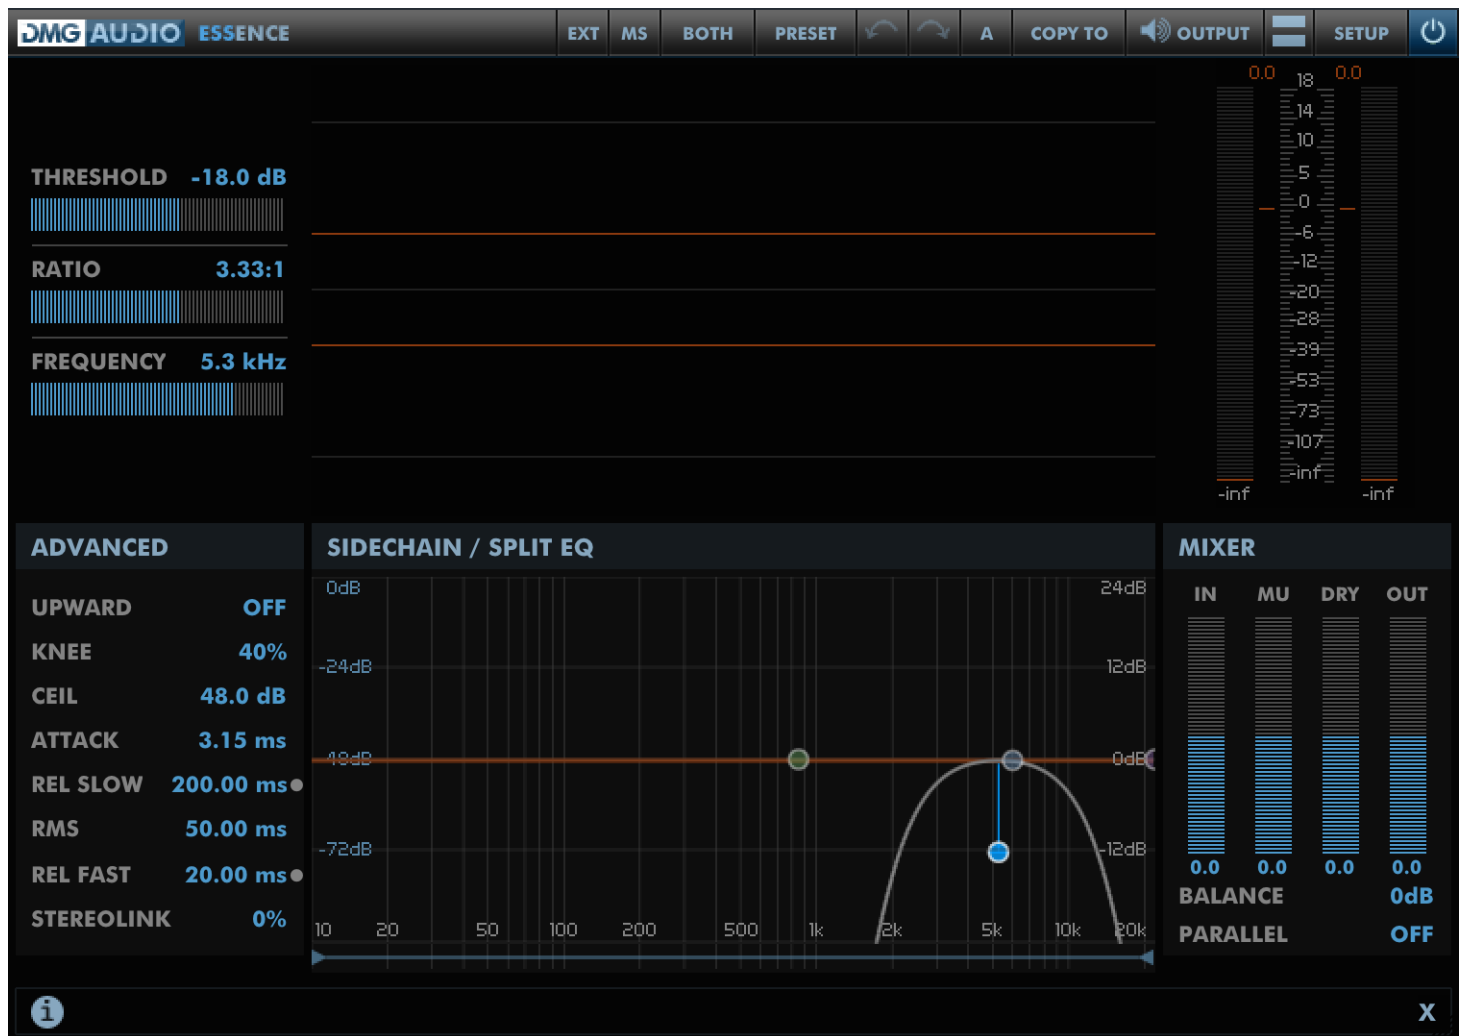 DMG AUDIO ESSENCE EXT MS BOTH PRESET A COPY TO OUTPUT SETUP
0.0 18 0.0
14
10
5
0
-6
-12
-20
-28
-39
-53
-73
-107
-inf
-inf -inf
THRESHOLD -18.0 dB
RATIO 3.33:1
FREQUENCY 5.3 kHz
ADVANCED
UPWARD OFF
KNEE 40%
CEIL 48.0 dB
ATTACK 3.15 ms
REL SLOW 200.00 ms
RMS 50.00 ms
REL FAST 20.00 ms
STEREOLINK 0%
SIDECHAIN / SPLIT EQ
0dB 24dB
-24dB 12dB
-48dB 0dB
-72dB -12dB
10 20 50 100 200 500 1k 2k 5k 10k 20k
MIXER
IN MU DRY OUT
0.0 0.0 0.0 0.0
BALANCE 0dB
PARALLEL OFF
i X